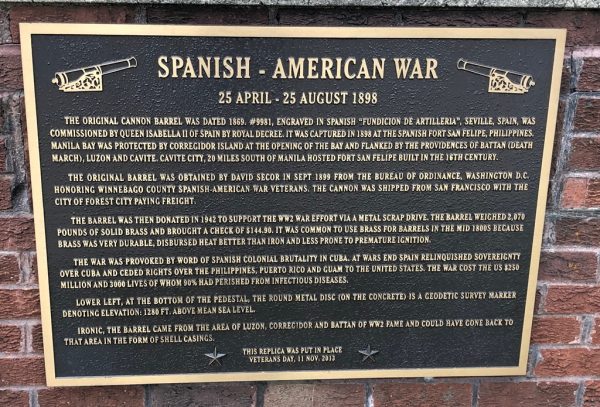 SPANISH - AMERICAN WAR
25 APRIL - 25 AUGUST 1898
THE ORIGINAL CANNON BARREL WAS DATED 1869. #9981, ENGRAVED IN SPANISH "FUNDICION DE ARTILLERIA", SEVILLE, SPAIN, WAS
COMMISSIONED BY QUEEN ISABELLA II OF SPAIN BY ROYAL DECREE. IT WAS CAPTURED IN 1898 AT THE SPANISH FORT SAN FELIPE, PHILIPPINES.
MANILA BAY WAS PROTECTED BY CORREGIDOR ISLAND AT THE OPENING OF THE BAY AND FLANKED BY THE PROVIDENCES OF BATTAN (DEATH
MARCH), LUZON AND CAVITE. CAVITE CITY, 20 MILES SOUTH OF MANILA HOSTED FORT SAN FELIPE BUILT IN THE 16TH CENTURY.
THE ORIGINAL BARREL WAS OBTAINED BY DAVID SECOR IN SEPT 1899 FROM THE BUREAU OF ORDINANCE, WASHINGTON D.C.
HONORING WINNEBAGO COUNTY SPANISH-AMERICAN WAR VETERANS. THE CANNON WAS SHIPPED FROM SAN FRANCISCO WITH THE
CITY OF FOREST CITY PAYING FREIGHT.
THE BARREL WAS THEN DONATED IN 1942 TO SUPPORT THE WW2 WAR EFFORT VIA A METAL SCRAP DRIVE. THE BARREL WEIGHED 2,070
POUNDS OF SOLID BRASS AND BROUGHT A CHECK OF $144.90. IT WAS COMMON TO USE BRASS FOR BARRELS IN THE MID 1800S BECAUSE
BRASS WAS VERY DURABLE, DISBURSED HEAT BETTER THAN IRON AND LESS PRONE TO PREMATURE IGNITION.
THE WAR WAS PROVOKED BY WORD OF SPANISH COLONIAL BRUTALITY IN CUBA. AT WARS END SPAIN RELINQUISHED SOVEREIGNTY
OVER CUBA AND CEDED RIGHTS OVER THE PHILIPPINES, PUERTO RICO AND GUAM TO THE UNITED STATES. THE WAR COST THE US $250
MILLION AND 3000 LIVES OF WHOM 90% HAD PERISHED FROM INFECTIOUS DISEASES.
LOWER LEFT, AT THE BOTTOM OF THE PEDESTAL, THE ROUND METAL DISC (ON THE CONCRETE) IS A GEODETIC SURVEY MARKER
DENOTING ELEVATION: 1280 FT. ABOVE MEAN SEA LEVEL.
IRONIC, THE BARREL CAME FROM THE AREA OF LUZON, CORREGIDOR AND BATTAN OF WW2 FAME AND COULD HAVE GONE BACK TO
THAT AREA IN THE FORM OF SHELL CASINGS.
THIS REPLICA WAS PUT IN PLACE
VETERANS DAY, 11 NOV. 2013